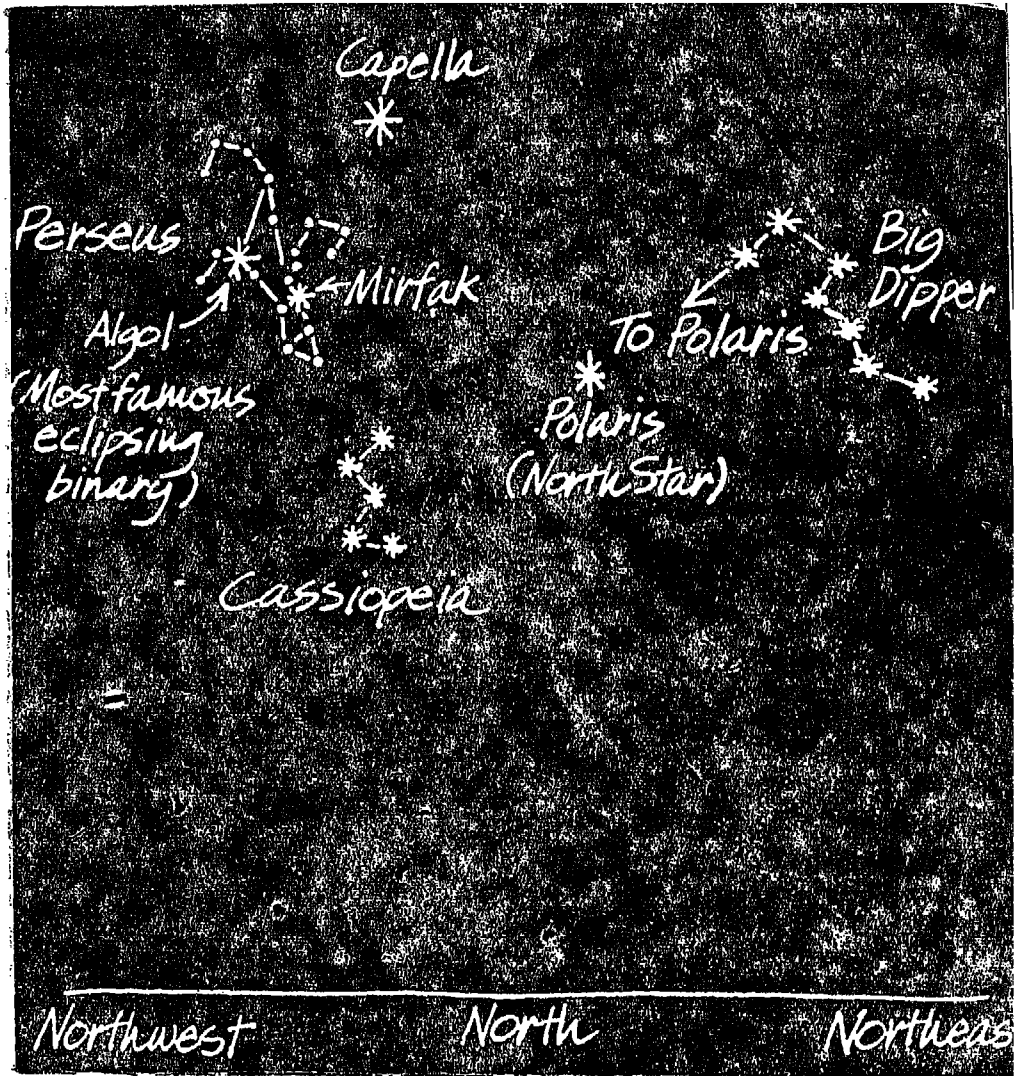 Capella
Perseus
Mirfak
Algol
(Most famous
eclipsing
binary)
Big
Dipper
To Polaris
Polaris
(North Star)
Cassiopeia
Northwest
North
Northeas